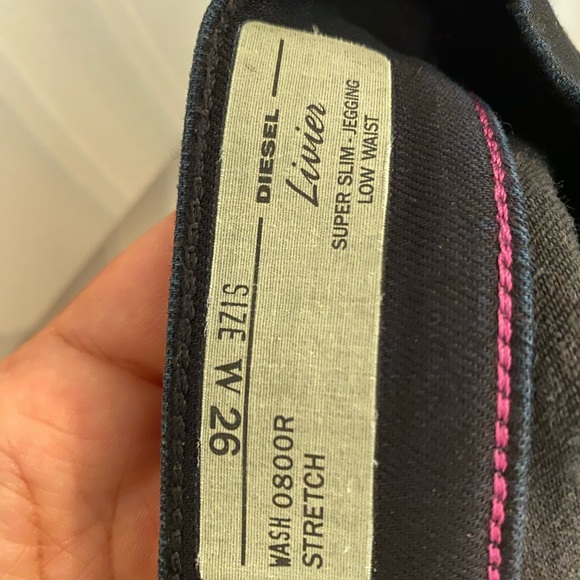 DIESEL
Livier
SUPER SLIM-JEGGING
LOW WAIST
SIZE W 26
WASH 0800R
STRETCH